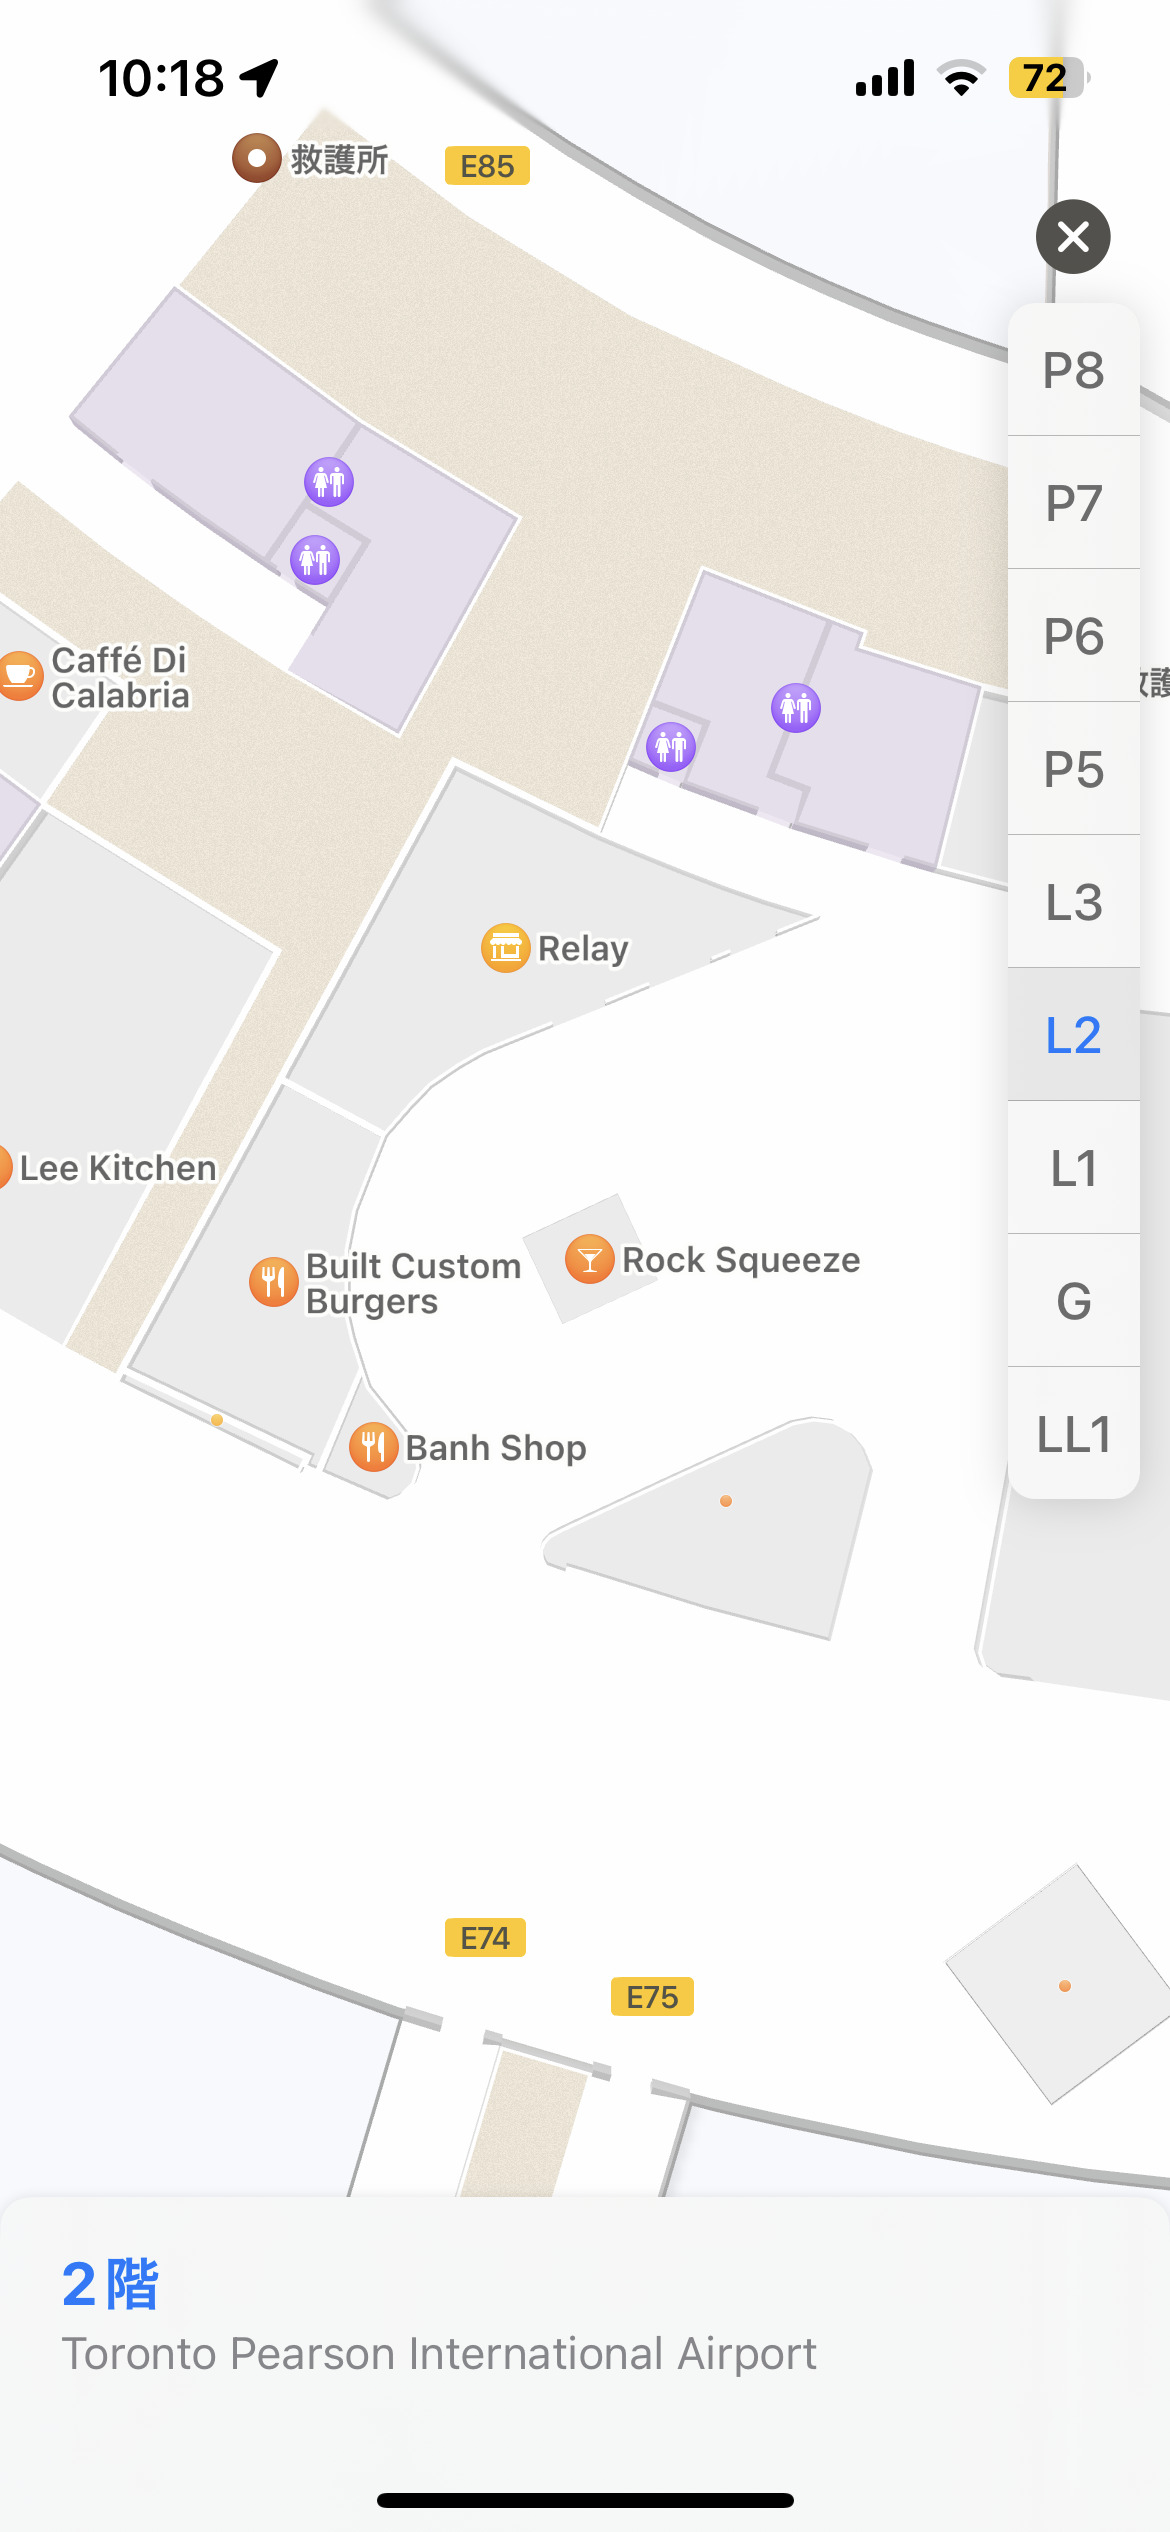 10:18
72
救護所
E85
P8
P7
P6
P5
L3
L2
L1
G
LL1
Caffé Di
Calabria
Relay
Lee Kitchen
Built Custom
Burgers
Rock Squeeze
Banh Shop
E74
E75
2階
Toronto Pearson International Airport